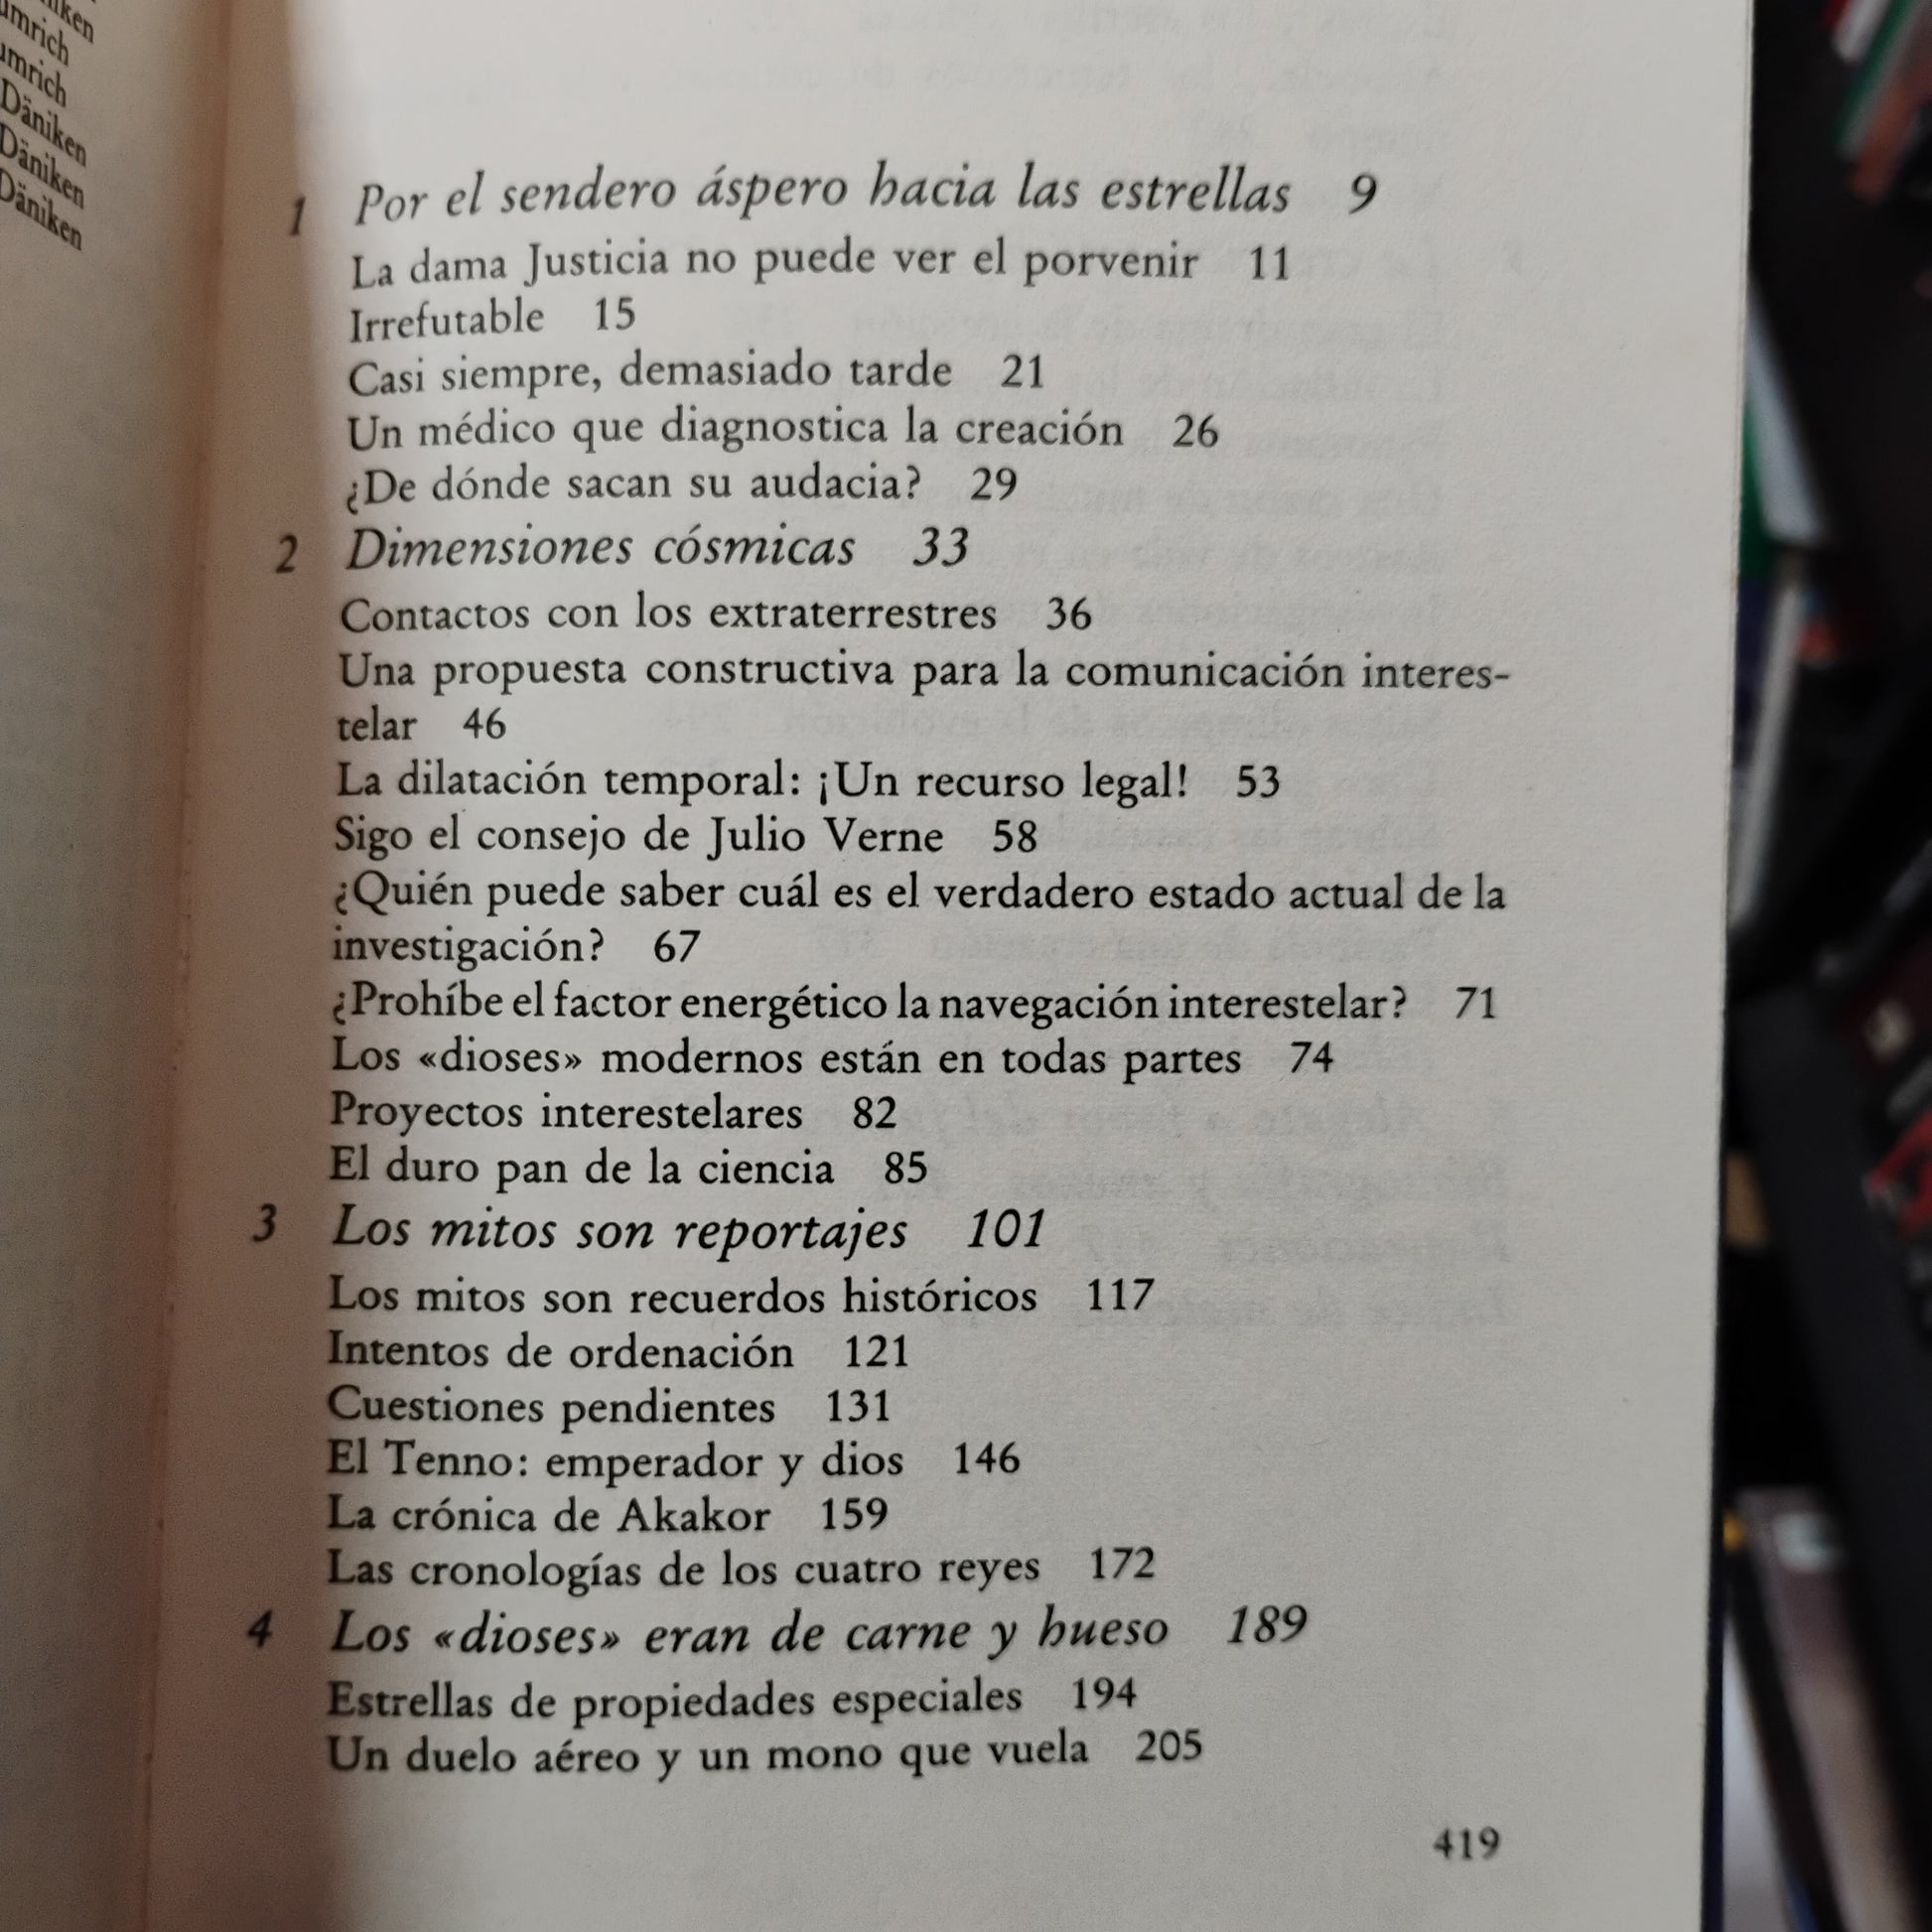 umrich
umrich
Däniken
Däniken
Däniken
1 Por el sendero áspero hacia las estrellas 9
La dama Justicia no puede ver el porvenir 11
Irrefutable 15
Casi siempre, demasiado tarde 21
Un médico que diagnostica la creación 26
¿De dónde sacan su audacia? 29
2 Dimensiones cósmicas 33
Contactos con los extraterrestres 36
Una propuesta constructiva para la comunicación interes-
telar 46
La dilatación temporal: ¡Un recurso legal! 53
Sigo el consejo de Julio Verne 58
¿Quién puede saber cuál es el verdadero estado actual de la
investigación? 67
¿Prohíbe el factor energético la navegación interestelar? 71
Los «dioses» modernos están en todas partes 74
Proyectos interestelares 82
El duro pan de la ciencia 85
3 Los mitos son reportajes 101
Los mitos son recuerdos históricos 117
Intentos de ordenación 121
Cuestiones pendientes 131
El Tenno: emperador y dios 146
La crónica de Akakor 159
Las cronologías de los cuatro reyes 172
4 Los «dioses» eran de carne y hueso 189
Estrellas de propiedades especiales 194
Un duelo aéreo y un mono que vuela 205
419